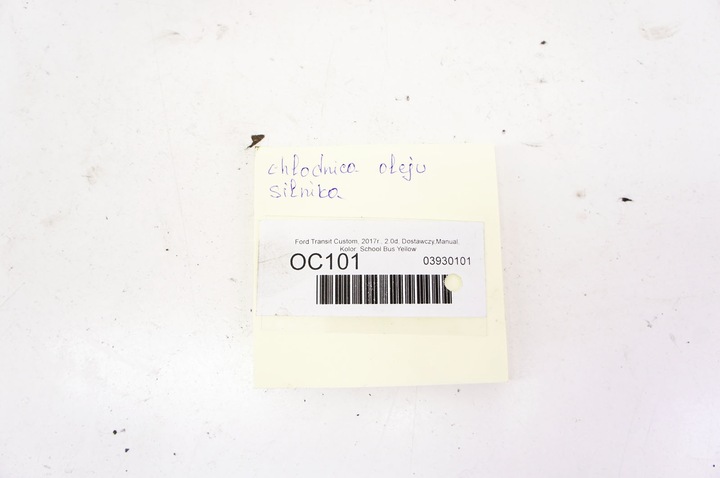 chłodnica oleju
silnika
Ford Transit Custom, 2017r., 2.0d, Dostawczy,Manual
Kolor: School Bus Yellow
OC101 03930101